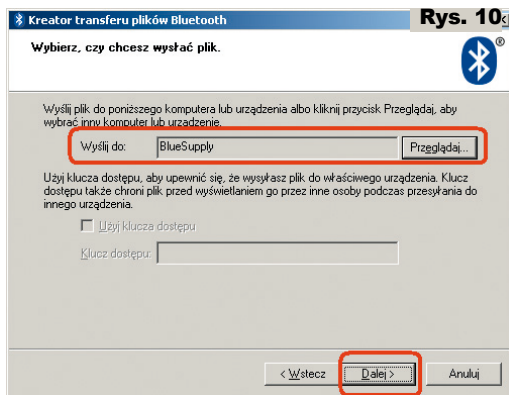 Kreator transferu plików Bluetooth
Rys. 10
Wybierz, czy chcesz wysłać plik.
®
Wyślij plik do poniższego komputera lub urządzenia albo kliknij przycisk Przeglądaj, aby
wybrać inny komputer lub urządzenie.
Wyślij do: BlueSupply Przeglądaj...
Użyj klucza dostępu, aby upewnić się, że wysyłasz plik do właściwego urządzenia. Klucz
dostępu także chroni plik przed wyświetlaniem go przez inne osoby podczas przesyłania do
innego urządzenia.
Użyj klucza dostępu
Klucz dostępu:
< Wstecz Dalej > Anuluj